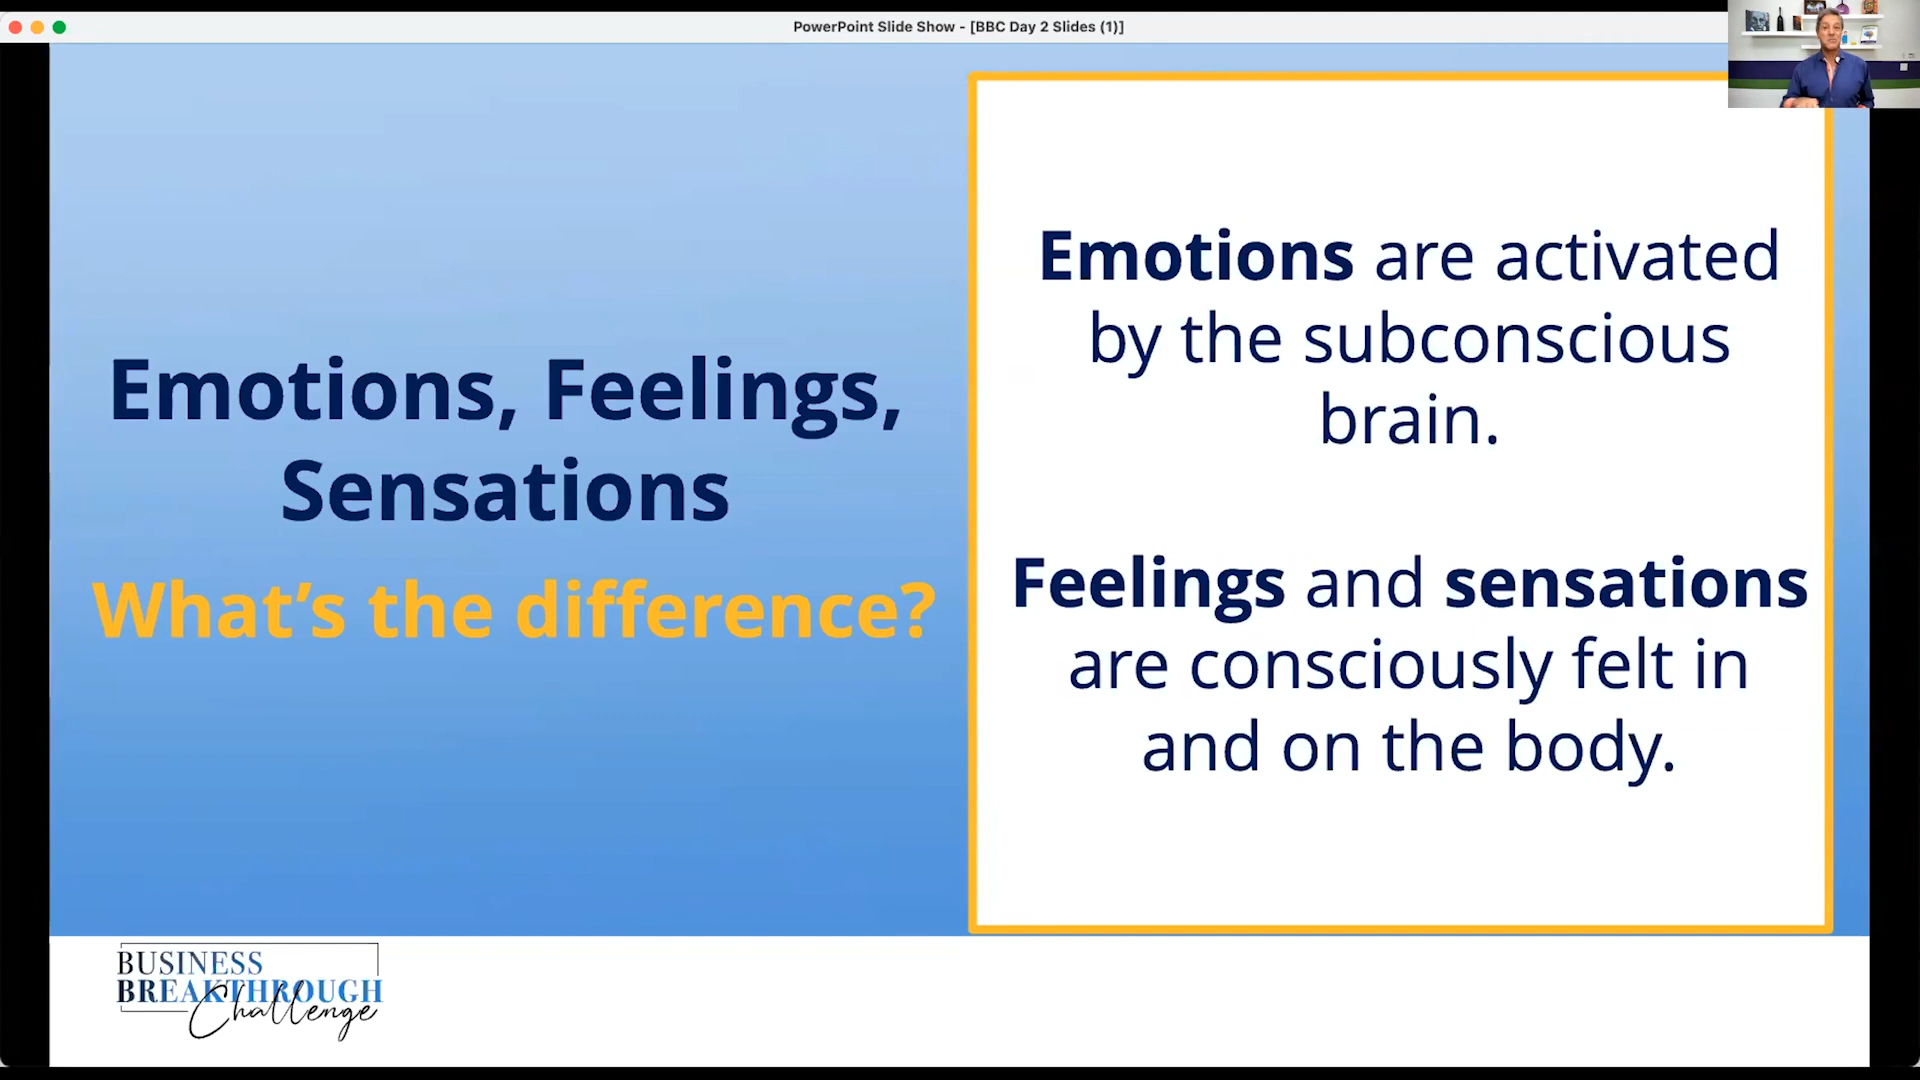 PowerPoint Slide Show - [BBC Day 2 Slides (1)]
Emotions, Feelings,
Sensations
What's the difference?
Emotions are activated
by the subconscious
brain.
Feelings and sensations
are consciously felt in
and on the body.
BUSINESS
BREAKTHROUGH
Challenge